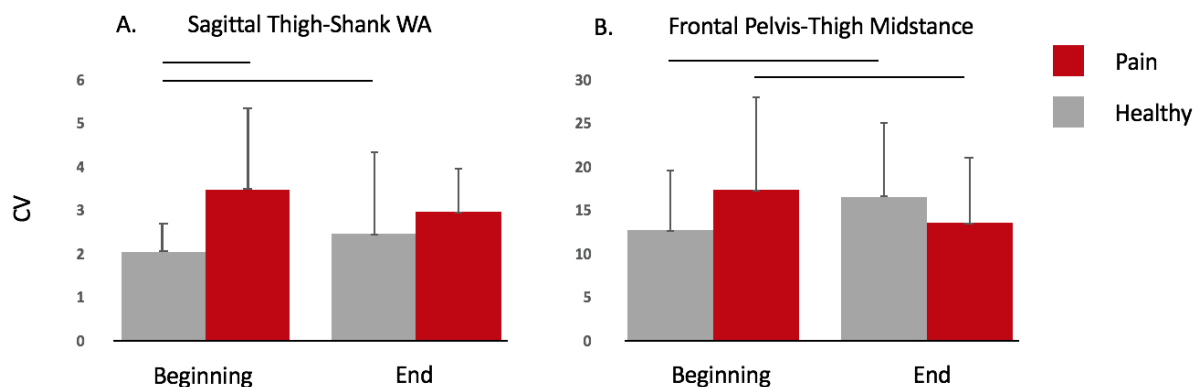 A. Sagittal Thigh-Shank WA
B. Frontal Pelvis-Thigh Midstance
Pain
Healthy
CV
6
5
4
3
2
1
0
Beginning End
30
25
20
15
10
5
0
Beginning End